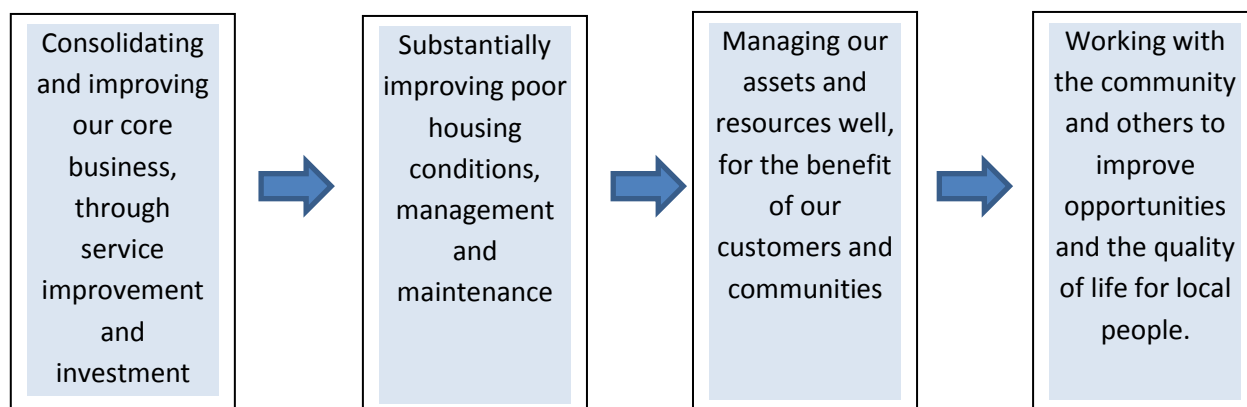 Consolidating
and improving
our core
business,
through
service
improvement
and
investment
Substantially
improving poor
housing
conditions,
management
and
maintenance
Managing our
assets and
resources well,
for the benefit
of our
customers and
communities
Working with
the community
and others to
improve
opportunities
and the quality
of life for local
people.